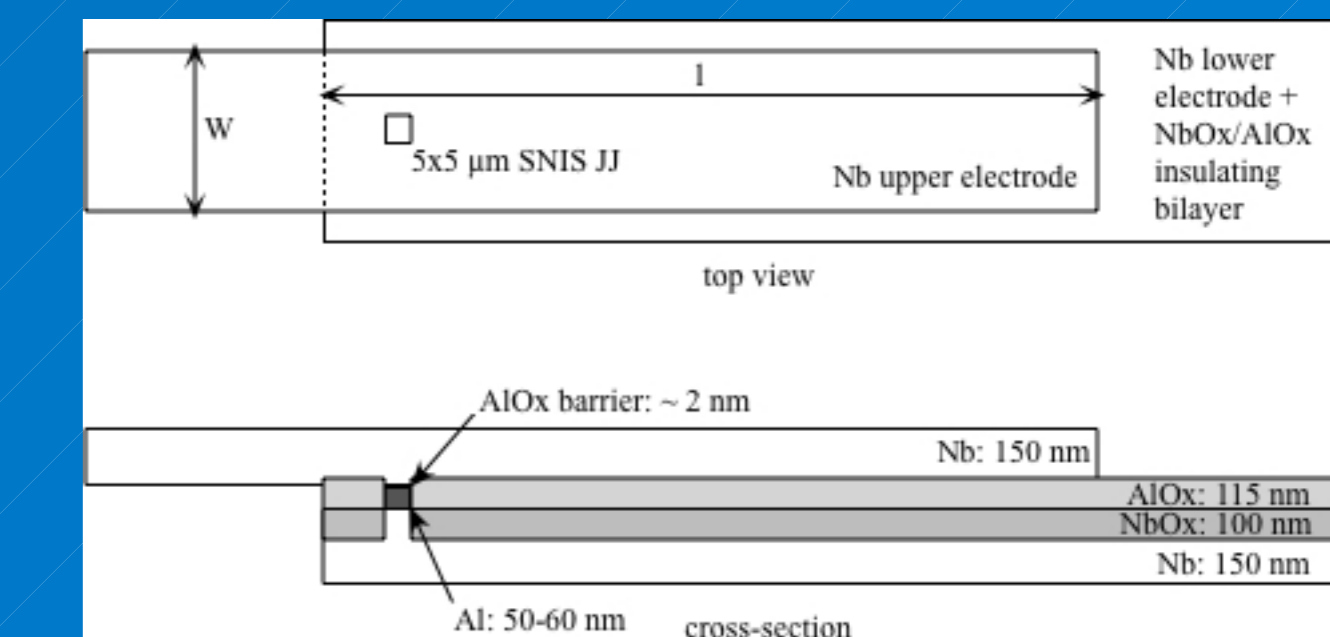 Nb lower
electrode +
NbOx/AlOx
insulating
bilayer
l
W
5x5 μm SNIS JJ
Nb upper electrode
top view
AlOx barrier: ~ 2 nm
Nb: 150 nm
AlOx: 115 nm
NbOx: 100 nm
Nb: 150 nm
Al: 50-60 nm
cross-section